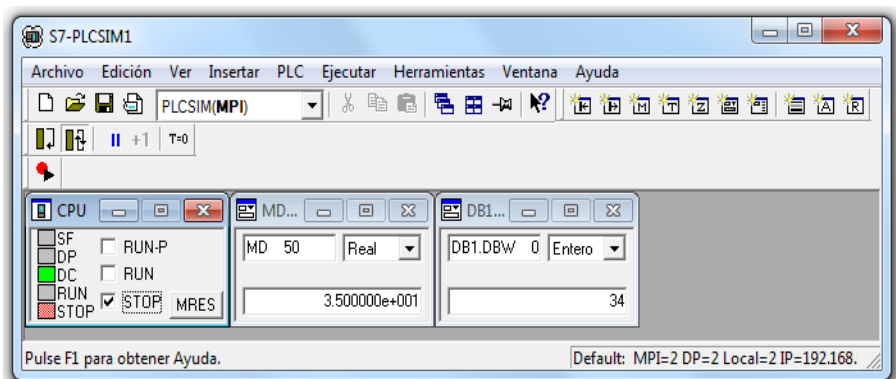 S7-PLCSIM1
Archivo Edición Ver Insertar PLC Ejecutar Herramientas Ventana Ayuda
PLCSIM(MPI)
+1 T=0
CPU
SF
DP
DC
RUN
STOP
RUN-P
RUN
STOP
MRES
MD...
MD 50 Real
3.500000e+001
DB1...
DB1.DBW 0 Entero
34
Pulse F1 para obtener Ayuda.
Default: MPI=2 DP=2 Local=2 IP=192.168.